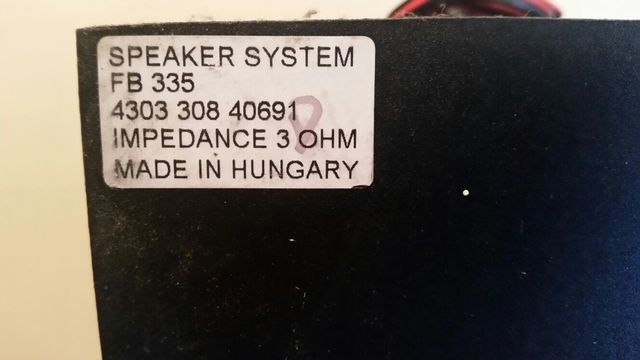 SPEAKER SYSTEM
FB 335
4303 308 40691
IMPEDANCE 3 OHM
MADE IN HUNGARY